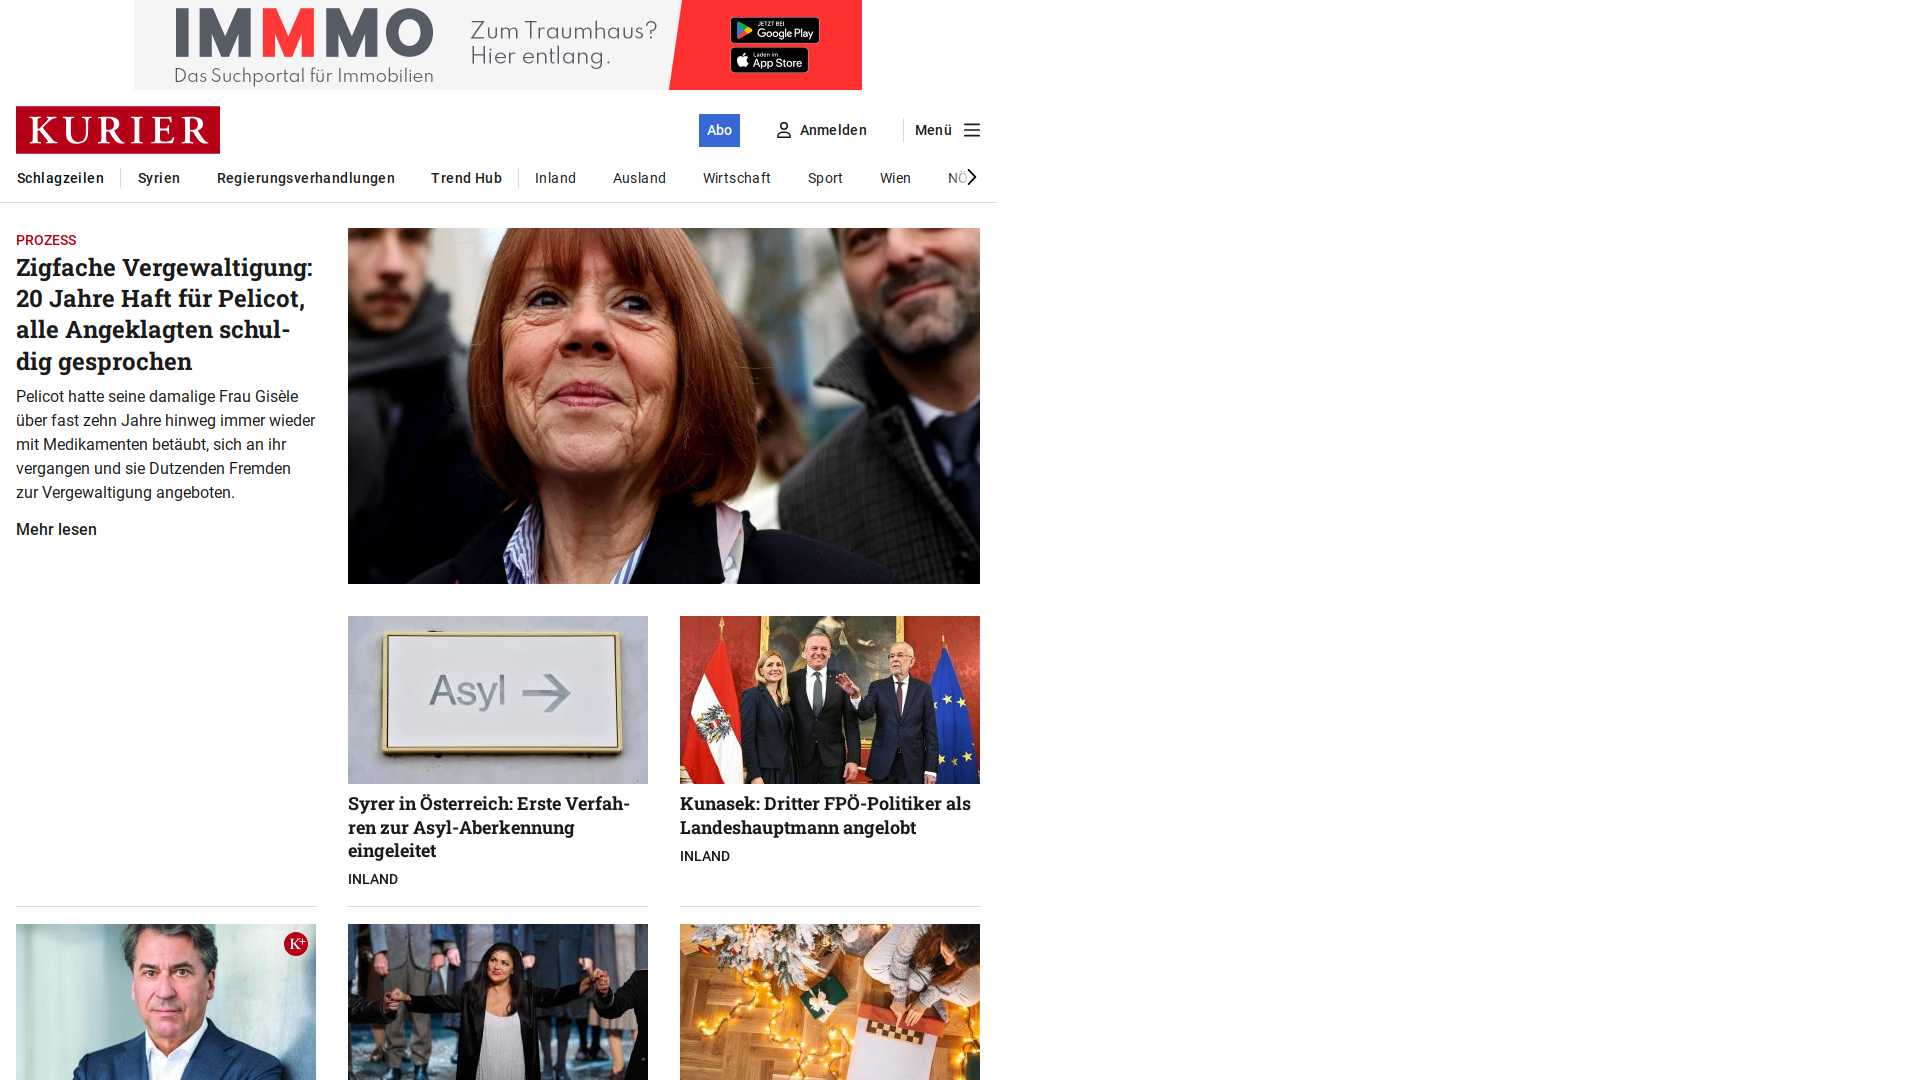 IMMMO
Das Suchportal für Immobilien
Zum Traumhaus?
Hier entlang.
JETZT BEI
Google Play
Laden im
App Store
KURIER
Abo
Anmelden
Menü
Schlagzeilen
Syrien
Regierungsverhandlungen
Trend Hub
Inland
Ausland
Wirtschaft
Sport
Wien
NÖ
PROZESS
Zigfache Vergewaltigung:
20 Jahre Haft für Pelicot,
alle Angeklagten schul-
dig gesprochen
Pelicot hatte seine damalige Frau Gisèle
über fast zehn Jahre hinweg immer wieder
mit Medikamenten betäubt, sich an ihr
vergangen und sie Dutzenden Fremden
zur Vergewaltigung angeboten.
Mehr lesen
Asyl →
Syrer in Österreich: Erste Verfah-
ren zur Asyl-Aberkennung
eingeleitet
INLAND
Kunasek: Dritter FPÖ-Politiker als
Landeshauptmann angelobt
INLAND
K+